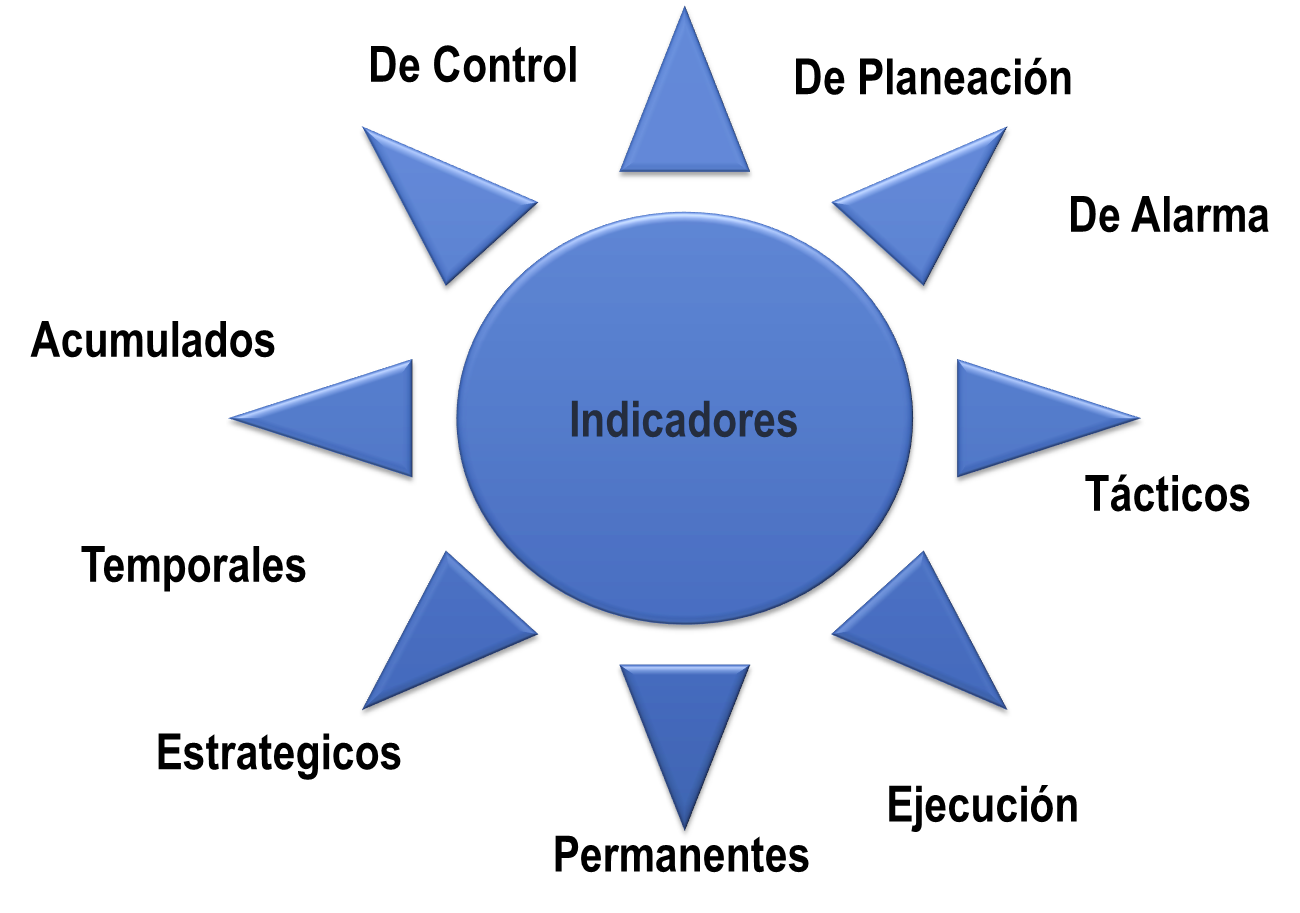 De Control
De Planeación
De Alarma
Acumulados
Indicadores
Tácticos
Temporales
Estrategicos
Ejecución
Permanentes